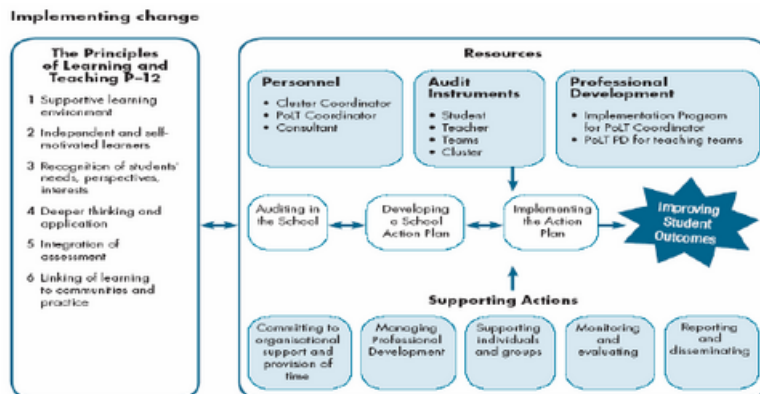 Implementing change
The Principles
of Learning and
Teaching P–12
1 Supportive learning
environment
2 Independent and self-
motivated learners
3 Recognition of students'
needs, perspectives,
interests
4 Deeper thinking and
application
5 Integration of
assessment
6 Linking of learning
to communities and
practice
Resources
Personnel
• Cluster Coordinator
• PoLT Coordinator
• Consultant
Audit
Instruments
• Student
• Teacher
• Teams
• Cluster
Professional
Development
• Implementation Program
for PoLT Coordinator
• PoLT PD for teaching teams
Auditing in
the School
Developing
a School
Action Plan
Implementing
the Action
Plan
Improving
Student
Outcomes
Supporting Actions
Committing to
organisational
support and
provision of
time
Managing
Professional
Development
Supporting
individuals
and groups
Monitoring
and
evaluating
Reporting
and
disseminating